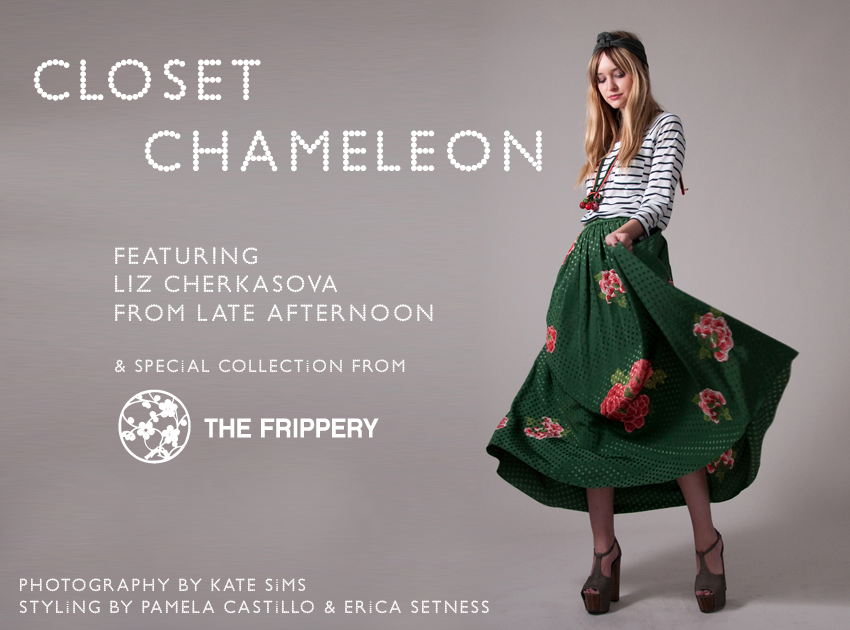 CLOSET
CHAMELEON
FEATURING
LIZ CHERKASOVA
FROM LATE AFTERNOON
& SPECiAL COLLECTiON FROM
THE FRIPPERY
PHOTOGRAPHY BY KATE SiMS
STYLiNG BY PAMELA CASTiLLO & ERiCA SETNESS